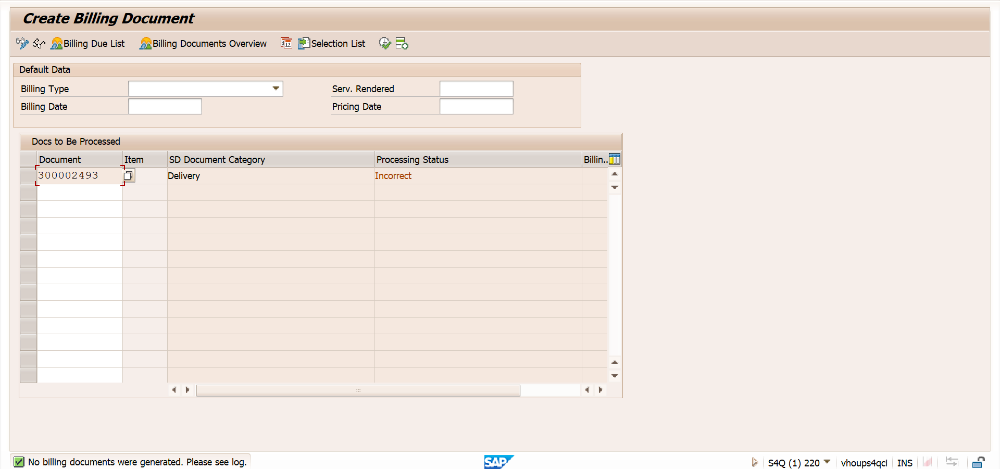 Create Billing Document
Billing Due List Billing Documents Overview 12 Selection List
Default Data
Billing Type Serv. Rendered
Billing Date Pricing Date
Docs to Be Processed
Document Item SD Document Category Processing Status Billin..
300002493 Delivery Incorrect
No billing documents were generated. Please see log. SAP S4Q (1) 220 vhoups4qci INS